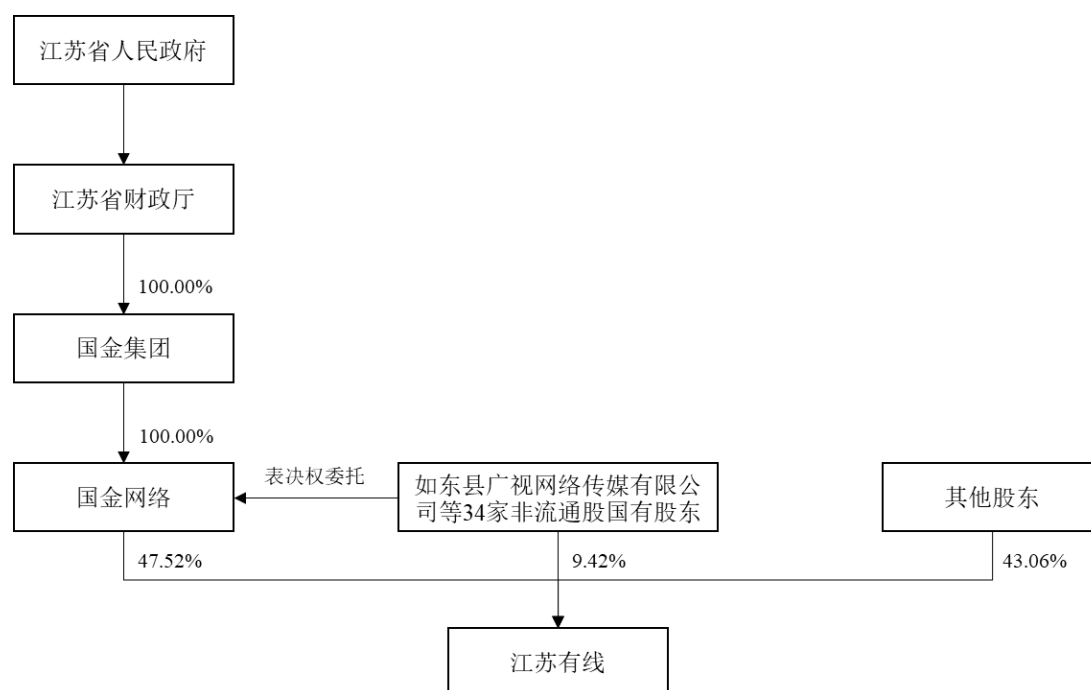 江苏省人民政府
江苏省财政厅
100.00%
国金集团
100.00%
国金网络
表决权委托
如东县广视网络传媒有限公
司等34家非流通股国有股东
其他股东
47.52%
9.42%
43.06%
江苏有线